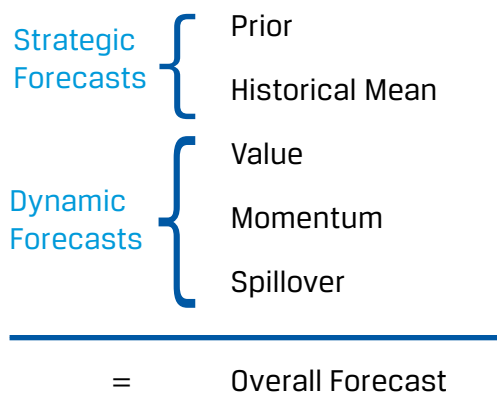 Strategic
Forecasts
Prior
Historical Mean
Dynamic
Forecasts
Value
Momentum
Spillover
= Overall Forecast